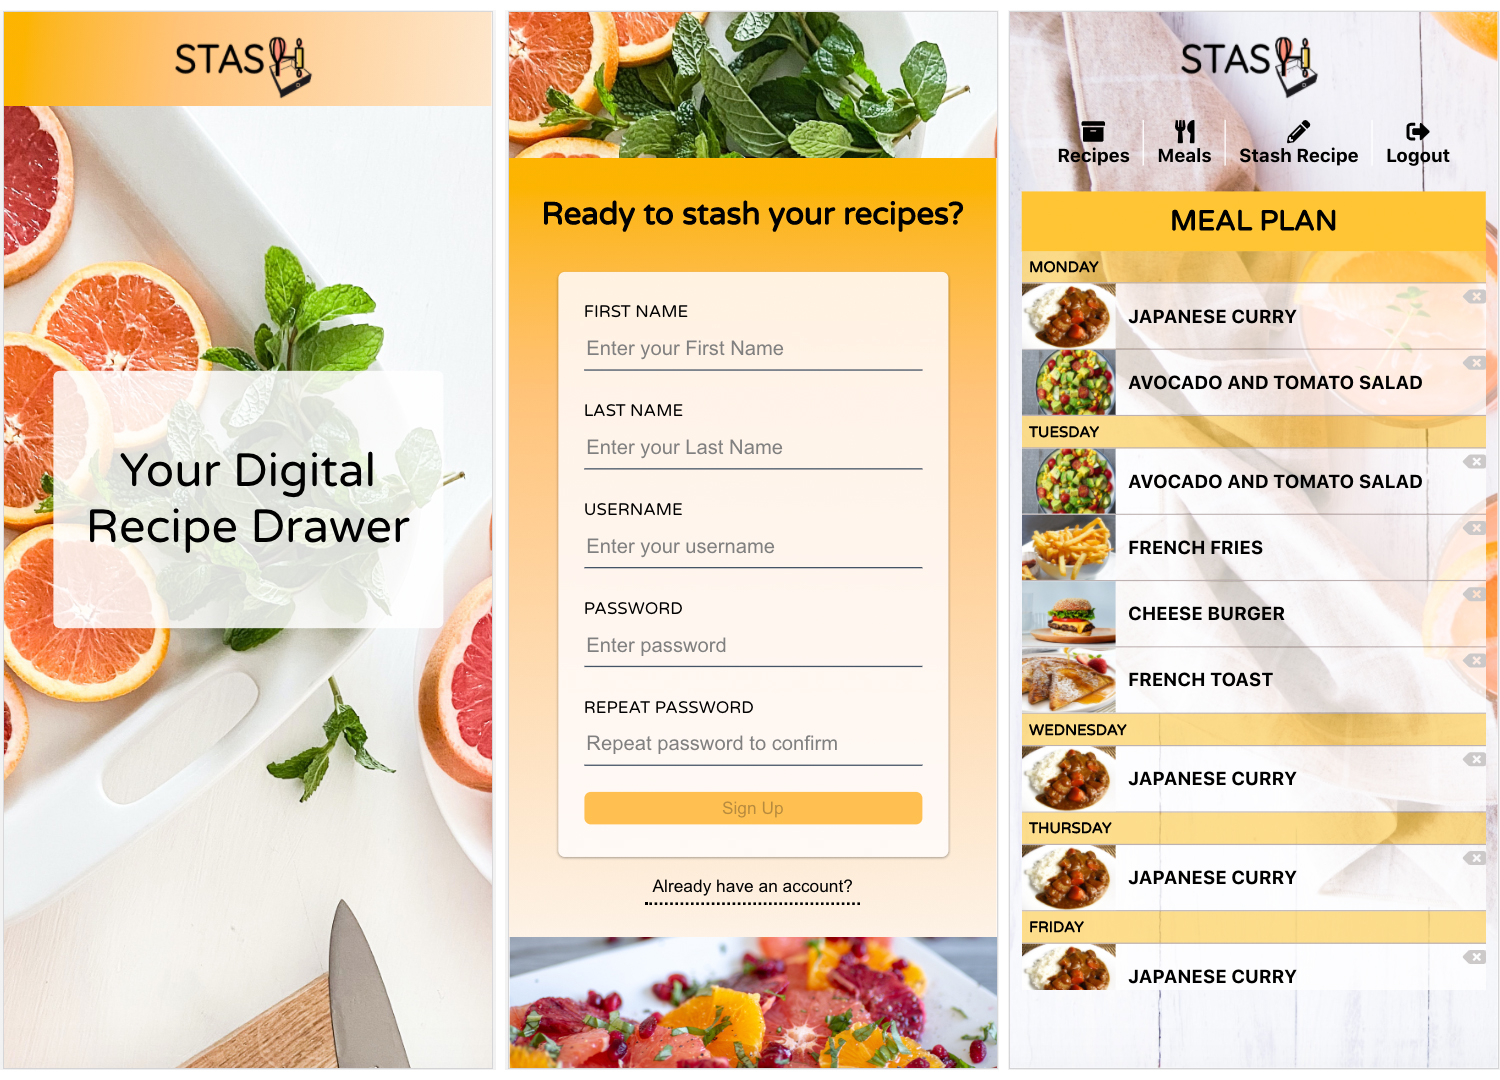 STASH
Your Digital
Recipe Drawer
Ready to stash your recipes?
FIRST NAME
Enter your First Name
LAST NAME
Enter your Last Name
USERNAME
Enter your username
PASSWORD
Enter password
REPEAT PASSWORD
Repeat password to confirm
Sign Up
Already have an account?
STASH
Recipes Meals Stash Recipe Logout
MEAL PLAN
MONDAY
JAPANESE CURRY
AVOCADO AND TOMATO SALAD
TUESDAY
AVOCADO AND TOMATO SALAD
FRENCH FRIES
CHEESE BURGER
FRENCH TOAST
WEDNESDAY
JAPANESE CURRY
THURSDAY
JAPANESE CURRY
FRIDAY
JAPANESE CURRY